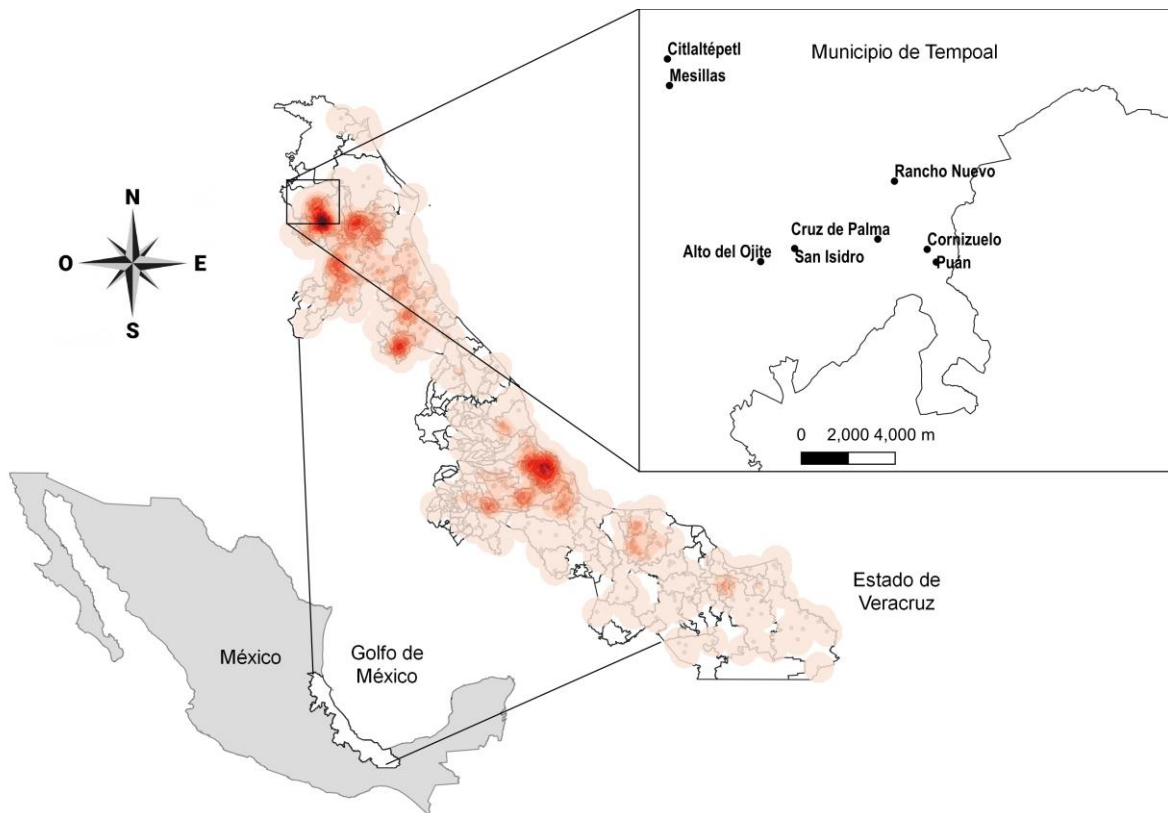 Citlaltépetl
Municipio de Tempoal
Mesillas
Rancho Nuevo
Cruz de Palma
Cornizuelo
Alto del Ojite
San Isidro
Puán
0 2,000 4,000 m
N
O E
S
Estado de
Veracruz
México
Golfo de
México